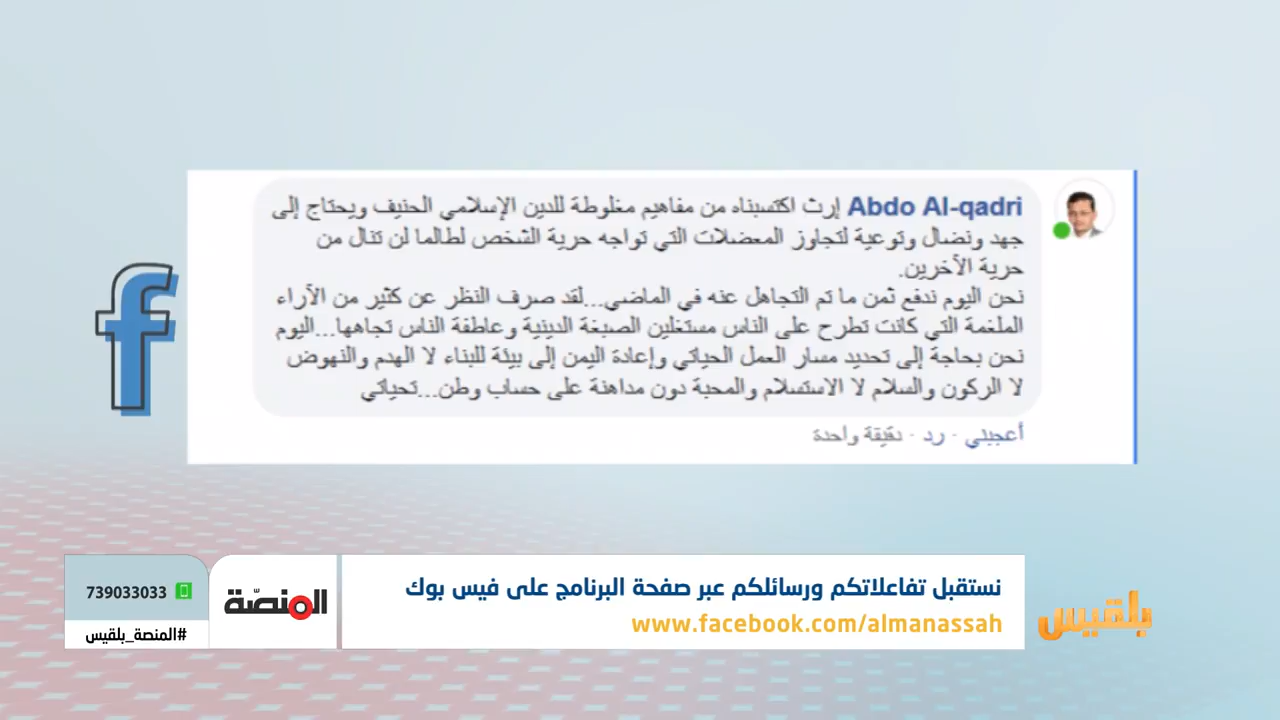 Abdo Al-qadri إرث اكتسبناه من مفاهيم مغلوطة للدين الإسلامي الحنيف ويحتاج إلى
جهد ونضال وتوعية لتجاوز المعضلات التي تواجه حرية الشخص لطالما لن تنال من
حرية الآخرين.
نحن اليوم ندفع ثمن ما تم التجاهل عنه في الماضي...لقد صرف النظر عن كثير من الآراء
الملغمة التي كانت تطرح على الناس مستغلين الصبغة الدينية وعاطفة الناس تجاهها...اليوم
نحن بحاجة إلى تحديد مسار العمل الحياتي وإعادة اليمن إلى بيئة للبناء لا الهدم والنهوض
لا الركون والسلام لا الاستسلام والمحبة دون مداهنة على حساب وطن...تحياتي
أعجبني · رد · دقيقة واحدة
نستقبل تفاعلاتكم ورسائلكم عبر صفحة البرنامج على فيس بوك
www.facebook.com/almanassah
المنصّة
739033033
#المنصة_بلقيس
بلقيس